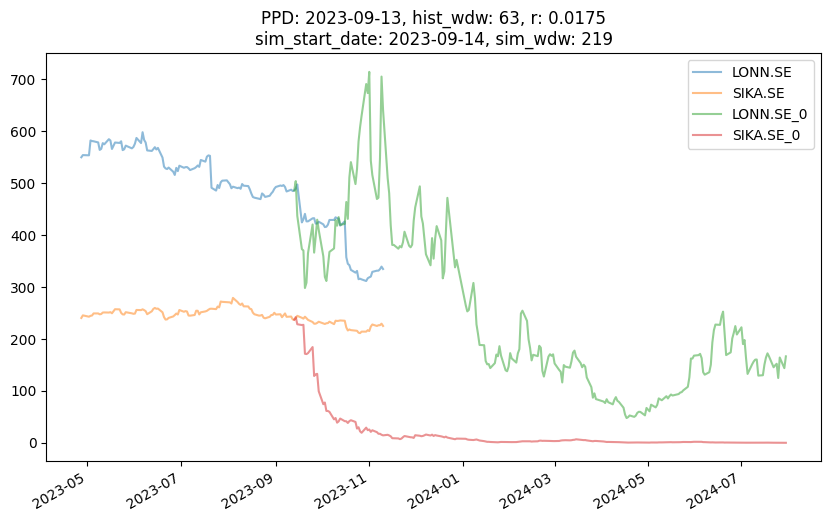 PPD: 2023-09-13, hist_wdw: 63, r: 0.0175
sim_start_date: 2023-09-14, sim_wdw: 219
LONN.SE
SIKA.SE
LONN.SE_0
SIKA.SE_0
700
600
500
400
300
200
100
0
2023-05
2023-07
2023-09
2023-11
2024-01
2024-03
2024-05
2024-07